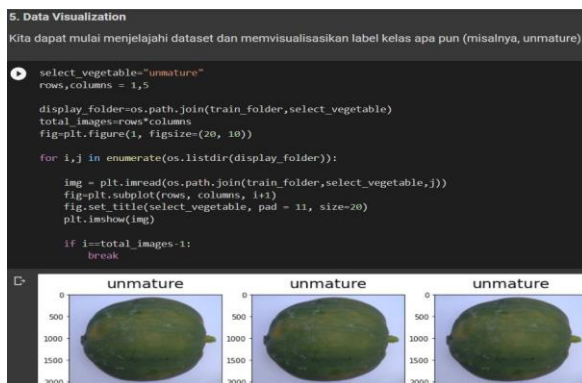 5. Data Visualization
Kita dapat mulai menjelajahi dataset dan memvisualisasikan label kelas apa pun (misalnya, unmature)
select_vegetable="unmature"
rows,columns = 1,5
display_folder=os.path.join(train_folder,select_vegetable)
total_images=rows*columns
fig=plt.figure(1, figsize=(20, 10))
for i,j in enumerate(os.listdir(display_folder)):
img = plt.imread(os.path.join(train_folder,select_vegetable,j))
fig=plt.subplot(rows, columns, i+1)
fig.set_title(select_vegetable, pad = 11, size=20)
plt.imshow(img)
if i==total_images-1:
break
unmature unmature unmature
0 0 0
500 500 500
1000 1000 1000
1500 1500 1500
2000 2000 2000